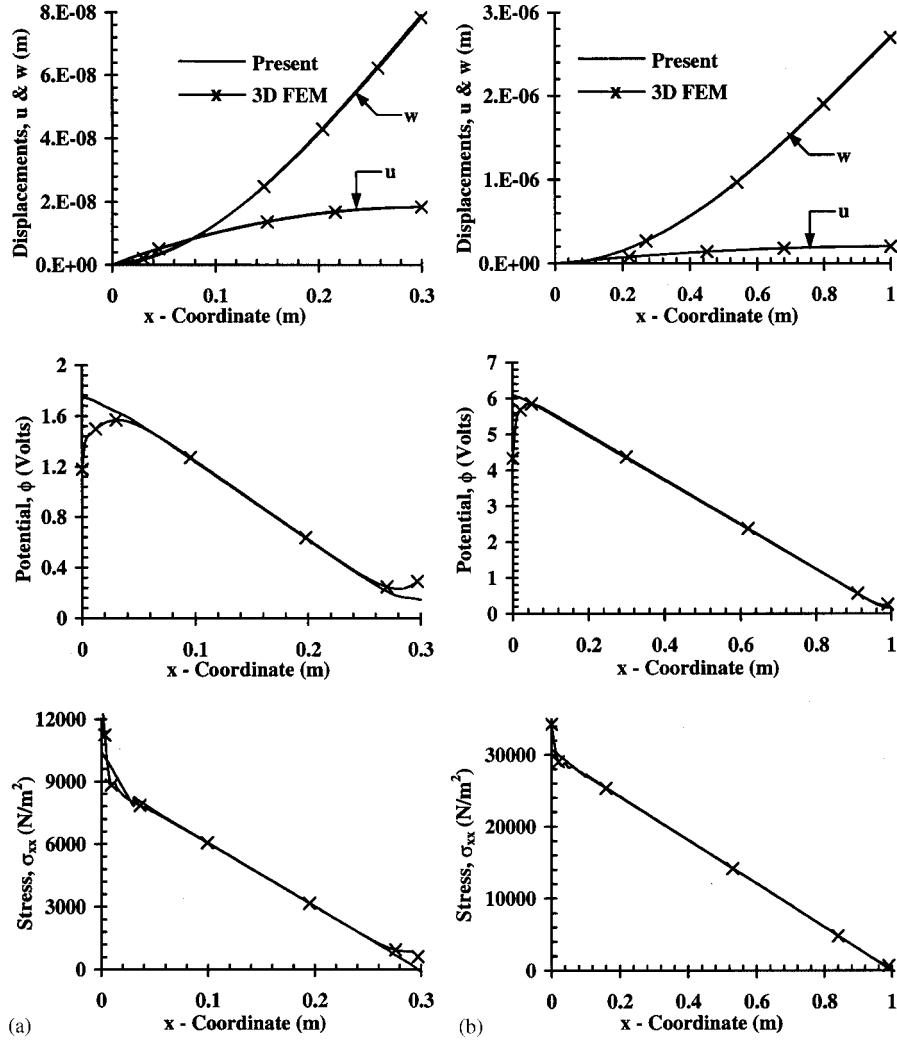 8.E-08
6.E-08
4.E-08
2.E-08
0.E+00
Displacements, u & w (m)
Present
3D FEM
w
u
0
0.1
0.2
0.3
x - Coordinate (m)
3.E-06
2.E-06
1.E-06
0.E+00
Displacements, u & w (m)
Present
3D FEM
w
u
0
0.2
0.4
0.6
0.8
1
x - Coordinate (m)
2
1.6
1.2
0.8
0.4
0
Potential, ϕ (Volts)
0
0.1
0.2
0.3
x - Coordinate (m)
7
6
5
4
3
2
1
0
Potential, ϕ (Volts)
0
0.2
0.4
0.6
0.8
1
x - Coordinate (m)
12000
9000
6000
3000
0
Stress, σxx (N/m²)
0
0.1
0.2
0.3
x - Coordinate (m)
(a)
30000
20000
10000
0
Stress, σxx (N/m²)
0
0.2
0.4
0.6
0.8
1
x - Coordinate (m)
(b)